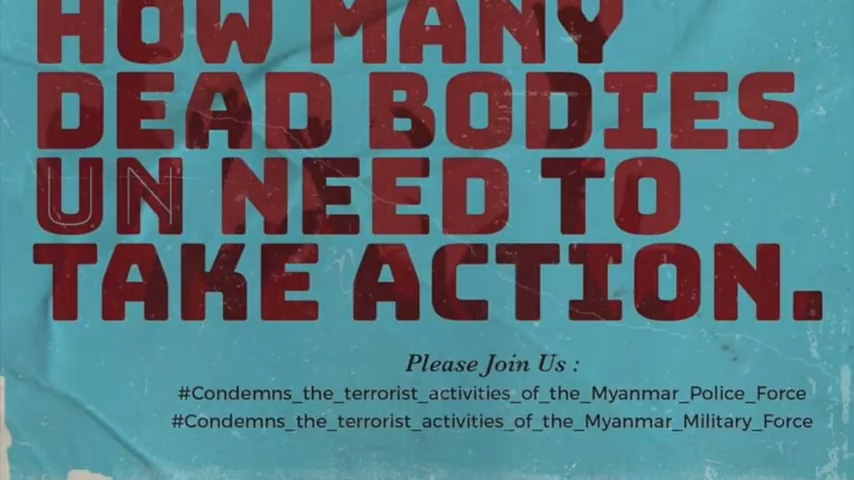 HOW MANY
DEAD BODIES
UN NEED TO
TAKE ACTION.
Please Join Us :
#Condemns_the_terrorist_activities_of_the_Myanmar_Police_Force
#Condemns_the_terrorist_activities_of_the_Myanmar_Military_Force